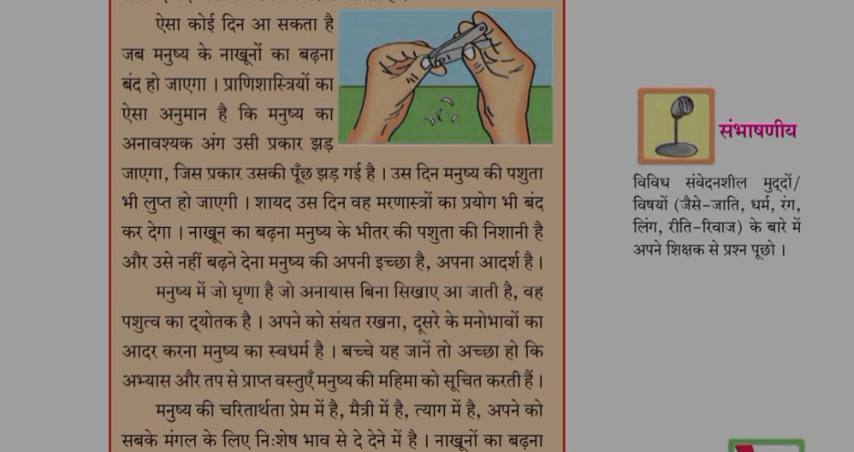 ऐसा कोई दिन आ सकता है
जब मनुष्य के नाखूनों का बढ़ना
बंद हो जाएगा । प्राणिशास्त्रियों का
ऐसा अनुमान है कि मनुष्य का
अनावश्यक अंग उसी प्रकार झड़
जाएगा, जिस प्रकार उसकी पूँछ झड़ गई है । उस दिन मनुष्य की पशुता
भी लुप्त हो जाएगी । शायद उस दिन वह मरणास्त्रों का प्रयोग भी बंद
कर देगा । नाखून का बढ़ना मनुष्य के भीतर की पशुता की निशानी है
और उसे नहीं बढ़ने देना मनुष्य की अपनी इच्छा है, अपना आदर्श है ।
मनुष्य में जो घृणा है जो अनायास बिना सिखाए आ जाती है, वह
पशुत्व का द्योतक है । अपने को संयत रखना, दूसरे के मनोभावों का
आदर करना मनुष्य का स्वधर्म है । बच्चे यह जानें तो अच्छा हो कि
अभ्यास और तप से प्राप्त वस्तुएँ मनुष्य की महिमा को सूचित करती हैं ।
मनुष्य की चरितार्थता प्रेम में है, मैत्री में है, त्याग में है, अपने को
सबके मंगल के लिए निःशेष भाव से दे देने में है । नाखूनों का बढ़ना
संभाषणीय
विविध संवेदनशील मुद्दों/
विषयों (जैसे-जाति, धर्म, रंग,
लिंग, रीति-रिवाज) के बारे में
अपने शिक्षक से प्रश्न पूछो ।